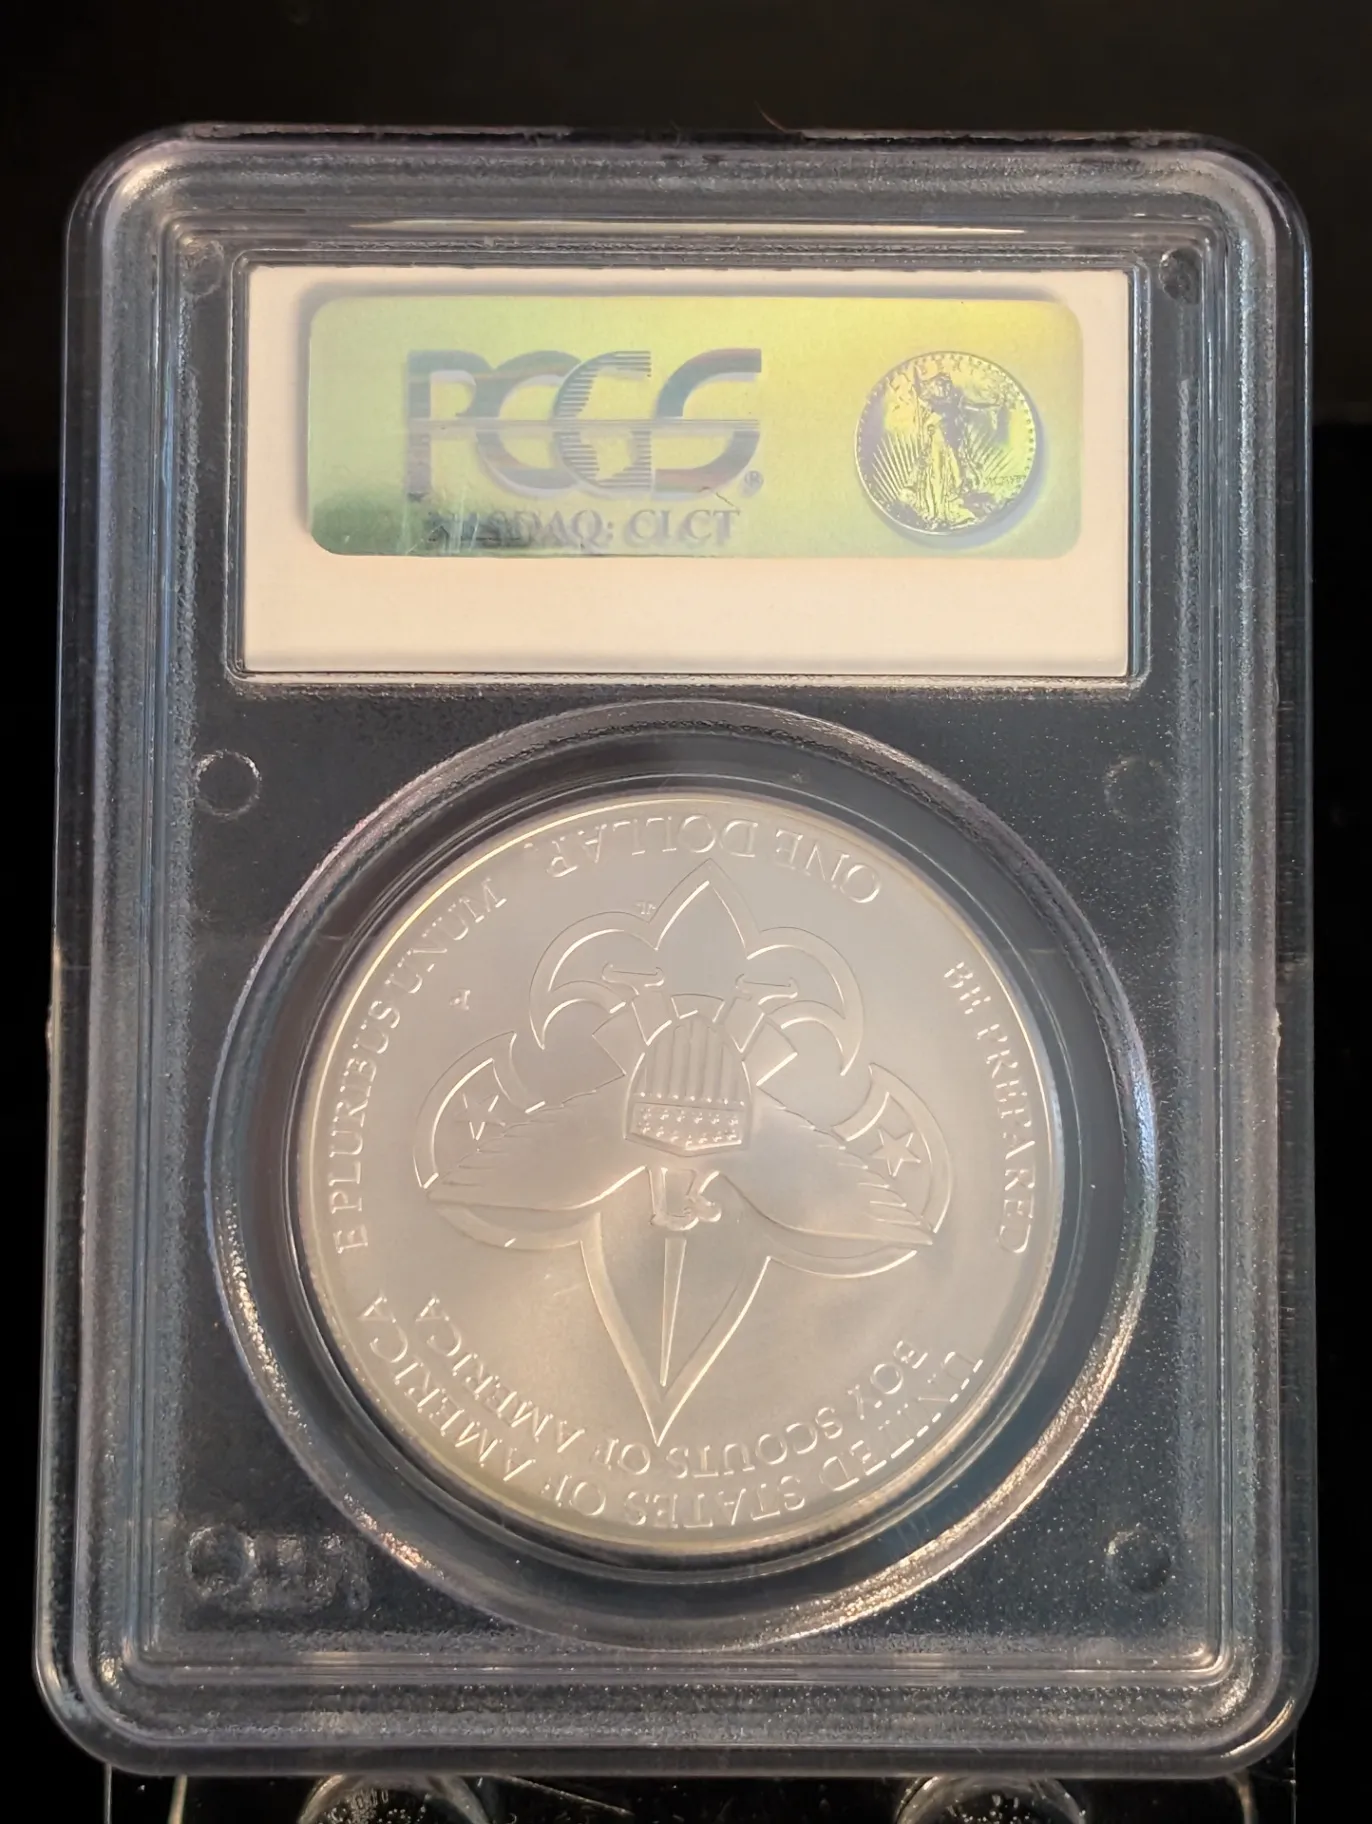 PCGS®
NASDAQ: CLCT
ONE DOLLAR
E PLURIBUS UNUM
BE PREPARED
BOY SCOUTS OF AMERICA
UNITED STATES OF AMERICA